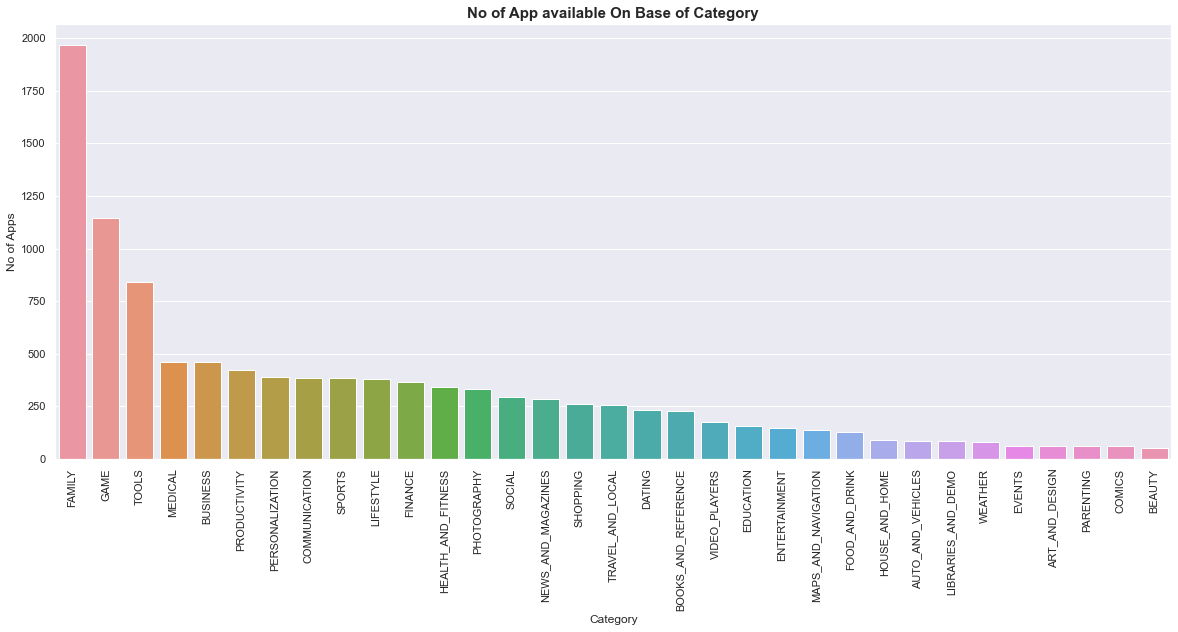 No of App available On Base of Category
No of Apps
2000
1750
1500
1250
1000
750
500
250
0
FAMILY
GAME
TOOLS
MEDICAL
BUSINESS
PRODUCTIVITY
PERSONALIZATION
COMMUNICATION
SPORTS
LIFESTYLE
FINANCE
HEALTH_AND_FITNESS
PHOTOGRAPHY
SOCIAL
NEWS_AND_MAGAZINES
SHOPPING
TRAVEL_AND_LOCAL
DATING
BOOKS_AND_REFERENCE
VIDEO_PLAYERS
EDUCATION
ENTERTAINMENT
MAPS_AND_NAVIGATION
FOOD_AND_DRINK
HOUSE_AND_HOME
AUTO_AND_VEHICLES
LIBRARIES_AND_DEMO
WEATHER
EVENTS
ART_AND_DESIGN
PARENTING
COMICS
BEAUTY
Category